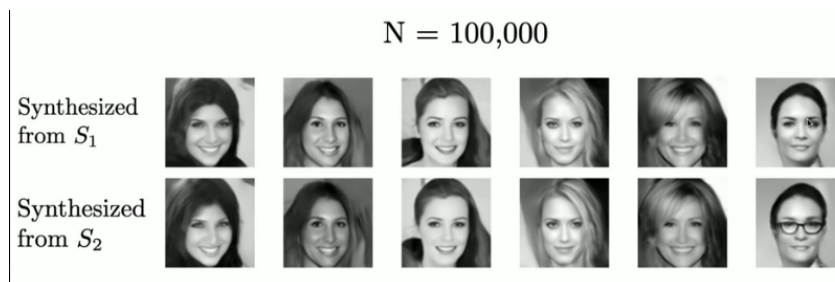 N = 100,000
Synthesized
from S₁
Synthesized
from S₂